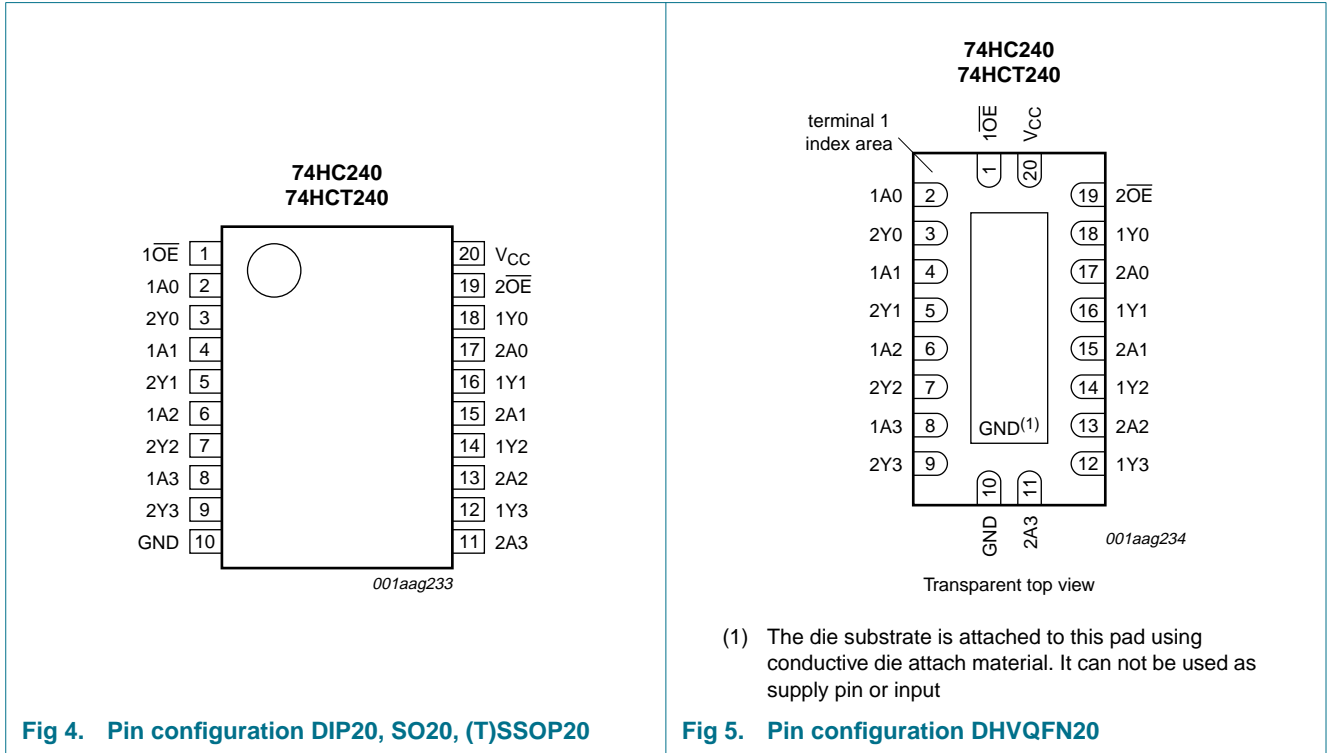 74HC240
74HCT240
1OE 1
1A0 2
2Y0 3
1A1 4
2Y1 5
1A2 6
2Y2 7
1A3 8
2Y3 9
GND 10
20 VCC
19 2OE
18 1Y0
17 2A0
16 1Y1
15 2A1
14 1Y2
13 2A2
12 1Y3
11 2A3
001aag233
Fig 4. Pin configuration DIP20, SO20, (T)SSOP20
74HC240
74HCT240
terminal 1
index area
1OE
VCC
1
20
1A0 2
2Y0 3
1A1 4
2Y1 5
1A2 6
2Y2 7
1A3 8
2Y3 9
19 2OE
18 1Y0
17 2A0
16 1Y1
15 2A1
14 1Y2
13 2A2
12 1Y3
GND(1)
10
11
GND
2A3
001aag234
Transparent top view
(1) The die substrate is attached to this pad using
conductive die attach material. It can not be used as
supply pin or input
Fig 5. Pin configuration DHVQFN20